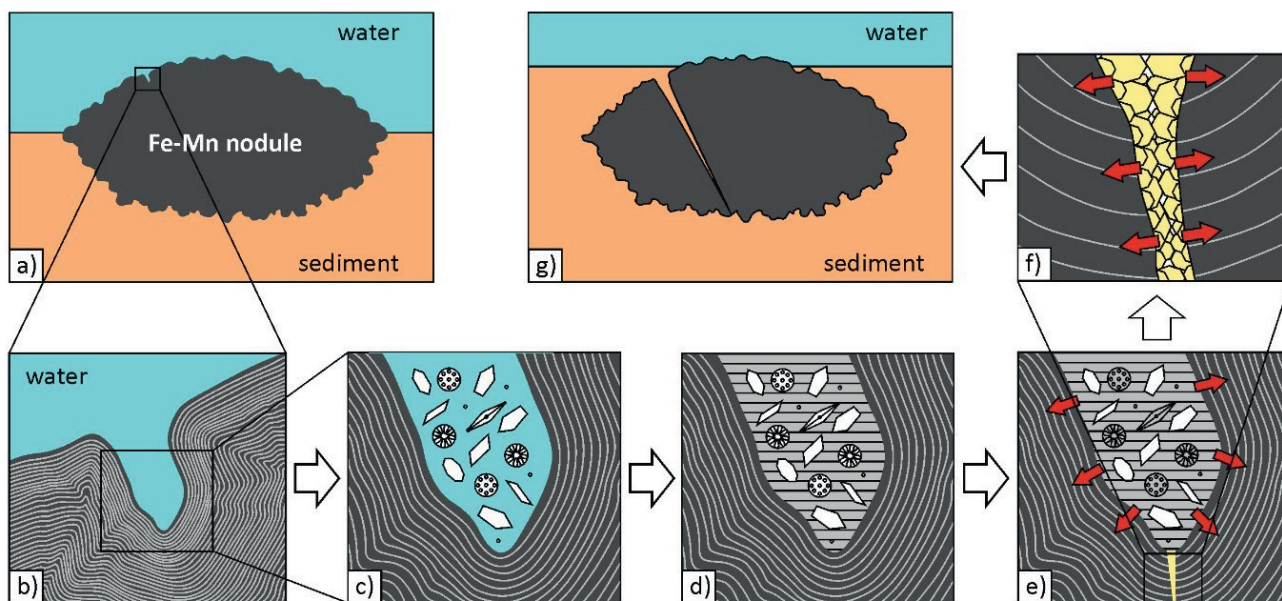 water
Fe-Mn nodule
sediment
a)
water
sediment
g)
f)
water
b)
c)
d)
e)